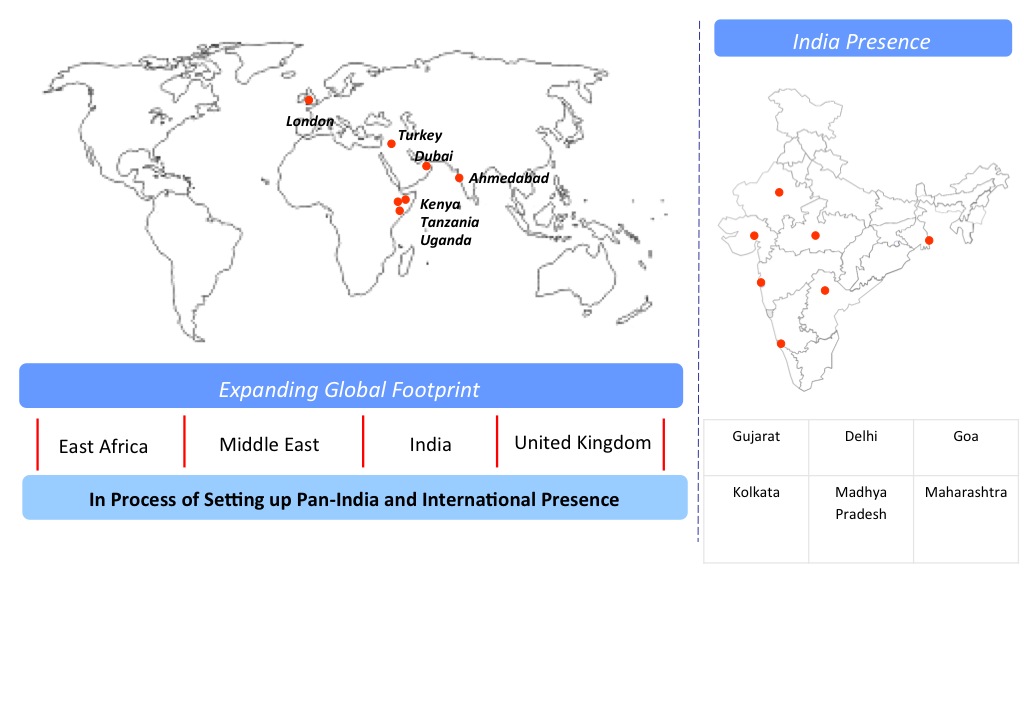 India Presence
London
Turkey
Dubai
Ahmedabad
Kenya
Tanzania
Uganda
Expanding Global Footprint
East Africa
Middle East
India
United Kingdom
In Process of Setting up Pan-India and International Presence
Gujarat
Delhi
Goa
Kolkata
Madhya
Pradesh
Maharashtra